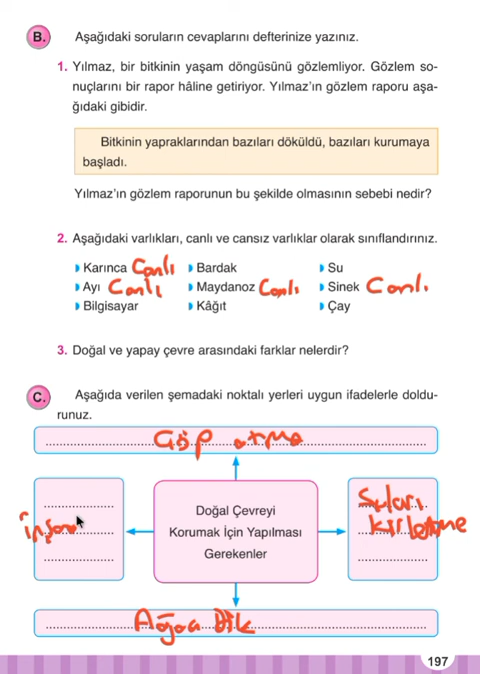 B. Aşağıdaki soruların cevaplarını defterinize yazınız.
1. Yılmaz, bir bitkinin yaşam döngüsünü gözlemliyor. Gözlem so-
nuçlarını bir rapor hâline getiriyor. Yılmaz'ın gözlem raporu aşa-
ğıdaki gibidir.
Bitkinin yapraklarından bazıları döküldü, bazıları kurumaya
başladı.
Yılmaz'ın gözlem raporunun bu şekilde olmasının sebebi nedir?
2. Aşağıdaki varlıkları, canlı ve cansız varlıklar olarak sınıflandırınız.
Karınca Canlı Bardak Su
Ayı Canlı Maydanoz Canlı Sinek Canlı
Bilgisayar Kâğıt Çay
3. Doğal ve yapay çevre arasındaki farklar nelerdir?
C. Aşağıda verilen şemadaki noktalı yerleri uygun ifadelerle doldu-
runuz.
Çöp atma
Doğal Çevreyi
Korumak İçin Yapılması
Gerekenler
Suları
kirletme
Ağaca Dik
197